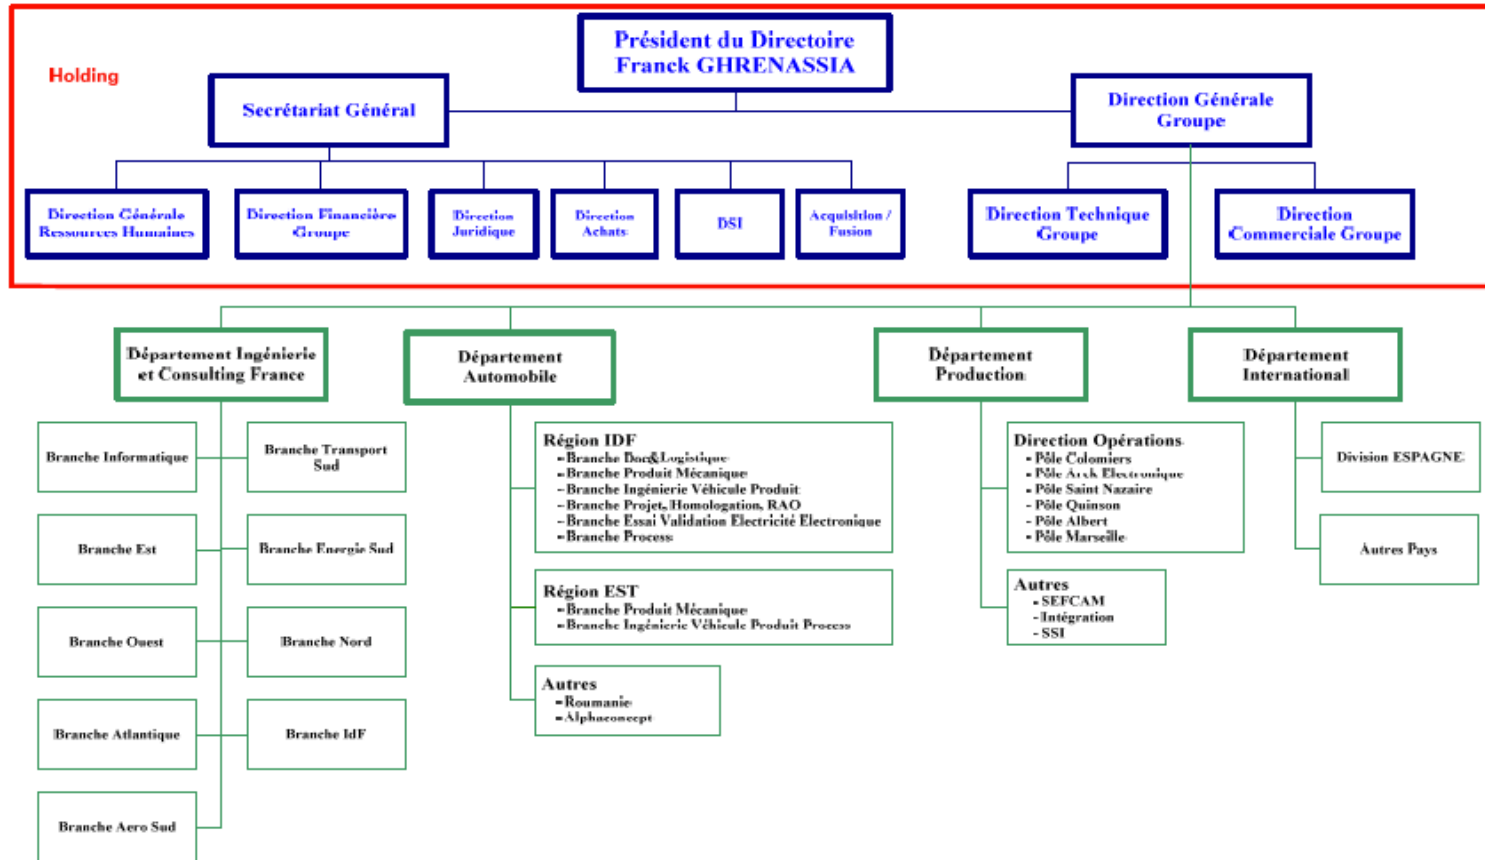 Président du Directoire
Franck GHRENASSIA
Holding
Secrétariat Général
Direction Générale
Groupe
Direction Générale
Ressources Humaines
Direction Financière
Groupe
Direction
Juridique
Direction
Achats
DSI
Acquisition /
Fusion
Direction Technique
Groupe
Direction
Commerciale Groupe
Département Ingénierie
et Consulting France
Département
Automobile
Département
Production
Département
International
Branche Informatique
Branche Transport
Sud
Branche Est
Branche Energie Sud
Branche Ouest
Branche Nord
Branche Atlantique
Branche IdF
Branche Aero Sud
Région IDF
- Branche Doc&Logistique
- Branche Produit Mécanique
- Branche Ingénierie Véhicule Produit
- Branche Projet, Homologation, RAO
- Branche Essai Validation Electricité Electronique
- Branche Process
Région EST
- Branche Produit Mécanique
- Branche Ingénierie Véhicule Produit Process
Autres
- Roumanie
- Alphaconcept
Direction Opérations
- Pôle Colomiers
- Pôle Arck Electronique
- Pôle Saint Nazaire
- Pôle Quinson
- Pôle Albert
- Pôle Marseille
Autres
- SEFCAM
- Intégration
- SSI
Division ESPAGNE
Autres Pays